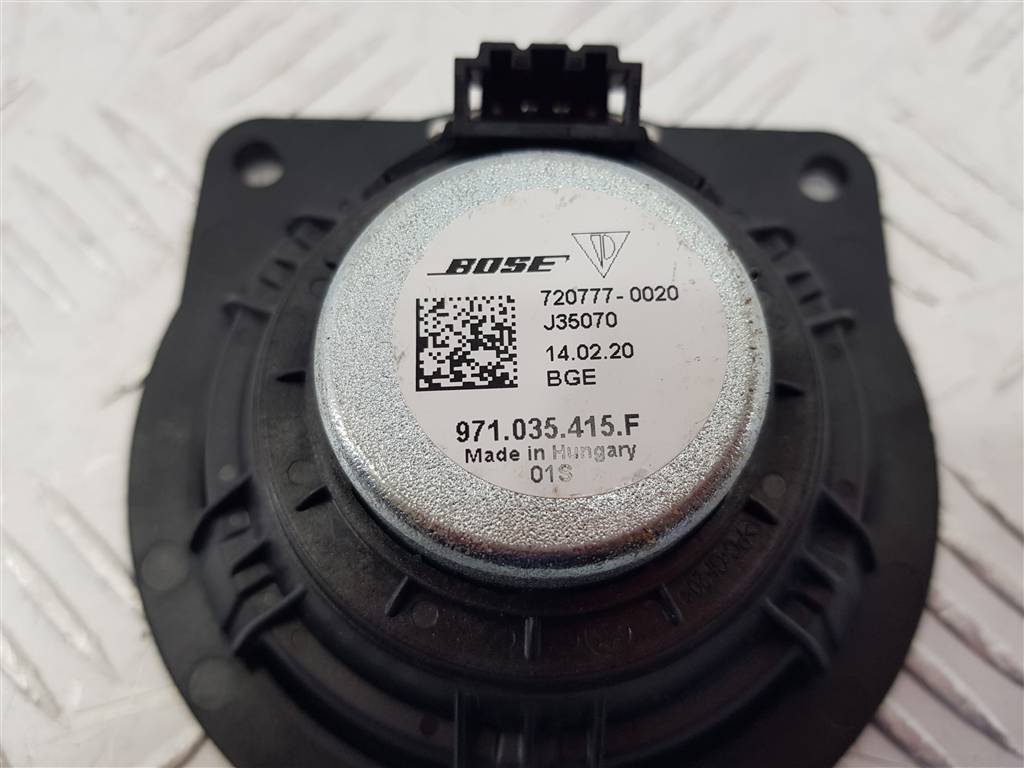 BOSE
720777-0020
J35070
14.02.20
BGE
971.035.415.F
Made in Hungary
01S